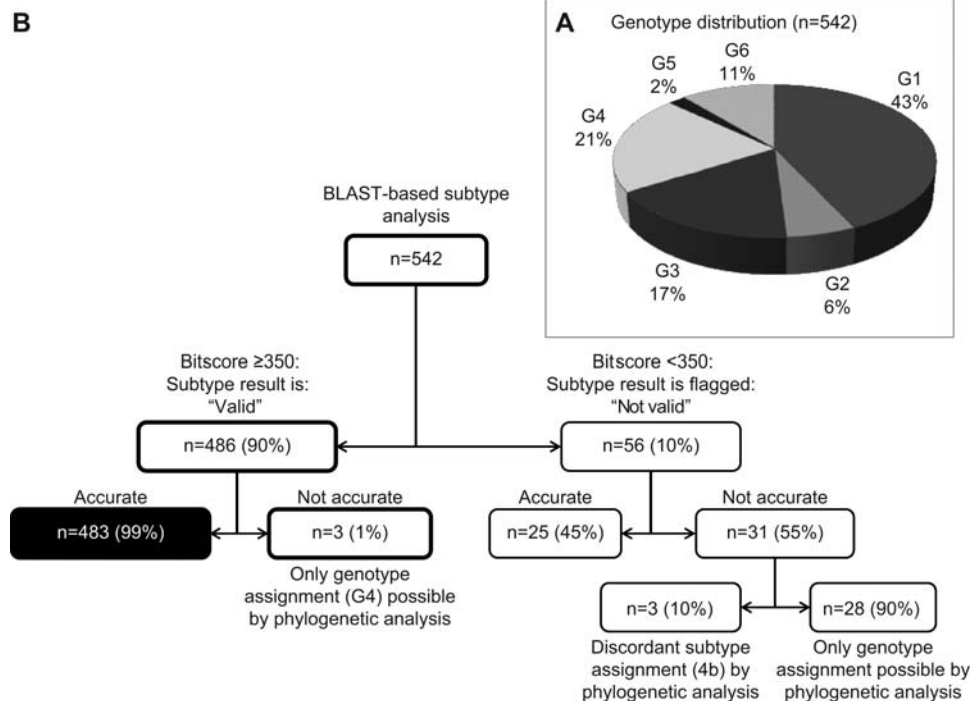 B
A
Genotype distribution (n=542)
G6
11%
G5
2%
G1
43%
G4
21%
G3
17%
G2
6%
BLAST-based subtype
analysis
n=542
Bitscore ≥350:
Subtype result is:
“Valid”
n=486 (90%)
Bitscore <350:
Subtype result is flagged:
“Not valid”
n=56 (10%)
Accurate
n=483 (99%)
Not accurate
n=3 (1%)
Only genotype
assignment (G4) possible
by phylogenetic analysis
Accurate
n=25 (45%)
Not accurate
n=31 (55%)
n=3 (10%)
Discordant subtype
assignment (4b) by
phylogenetic analysis
n=28 (90%)
Only genotype
assignment possible by
phylogenetic analysis